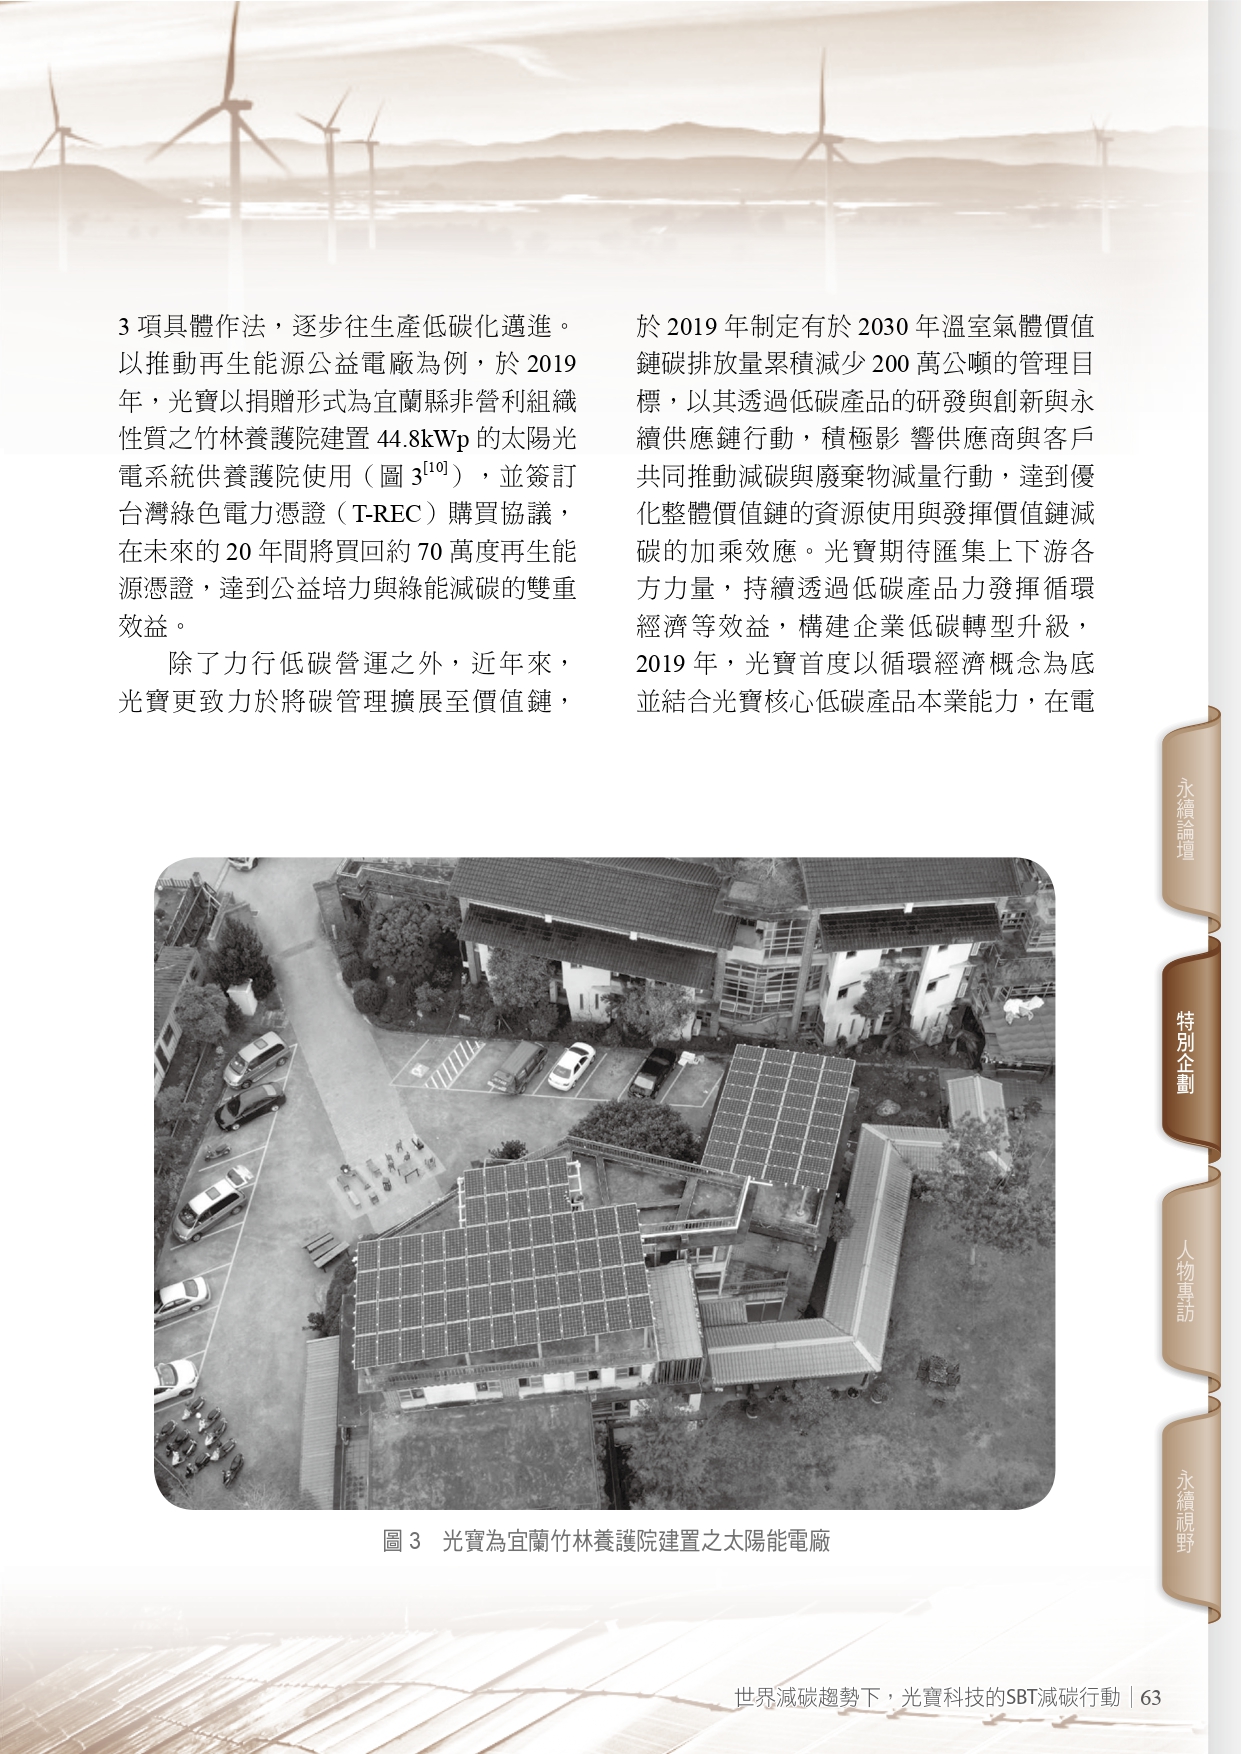 3 項具體作法，逐步往生產低碳化邁進。
以推動再生能源公益電廠為例，於 2019
年，光寶以捐贈形式為宜蘭縣非營利組織
性質之竹林養護院建置 44.8kWp 的太陽光
電系統供養護院使用（圖 3[10]），並簽訂
台灣綠色電力憑證（T-REC）購買協議，
在未來的 20 年間將買回約 70 萬度再生能
源憑證，達到公益培力與綠能減碳的雙重
效益。
除了力行低碳營運之外，近年來，
光寶更致力於將碳管理擴展至價值鏈，
於 2019 年制定有於 2030 年溫室氣體價值
鏈碳排放量累積減少 200 萬公噸的管理目
標，以其透過低碳產品的研發與創新與永
續供應鏈行動，積極影 響供應商與客戶
共同推動減碳與廢棄物減量行動，達到優
化整體價值鏈的資源使用與發揮價值鏈減
碳的加乘效應。光寶期待匯集上下游各
方力量，持續透過低碳產品力發揮循環
經濟等效益，構建企業低碳轉型升級，
2019 年，光寶首度以循環經濟概念為底
並結合光寶核心低碳產品本業能力，在電
永續論壇
特別企劃
人物專訪
永續視野
圖 3　光寶為宜蘭竹林養護院建置之太陽能電廠
世界減碳趨勢下，光寶科技的SBT減碳行動│63